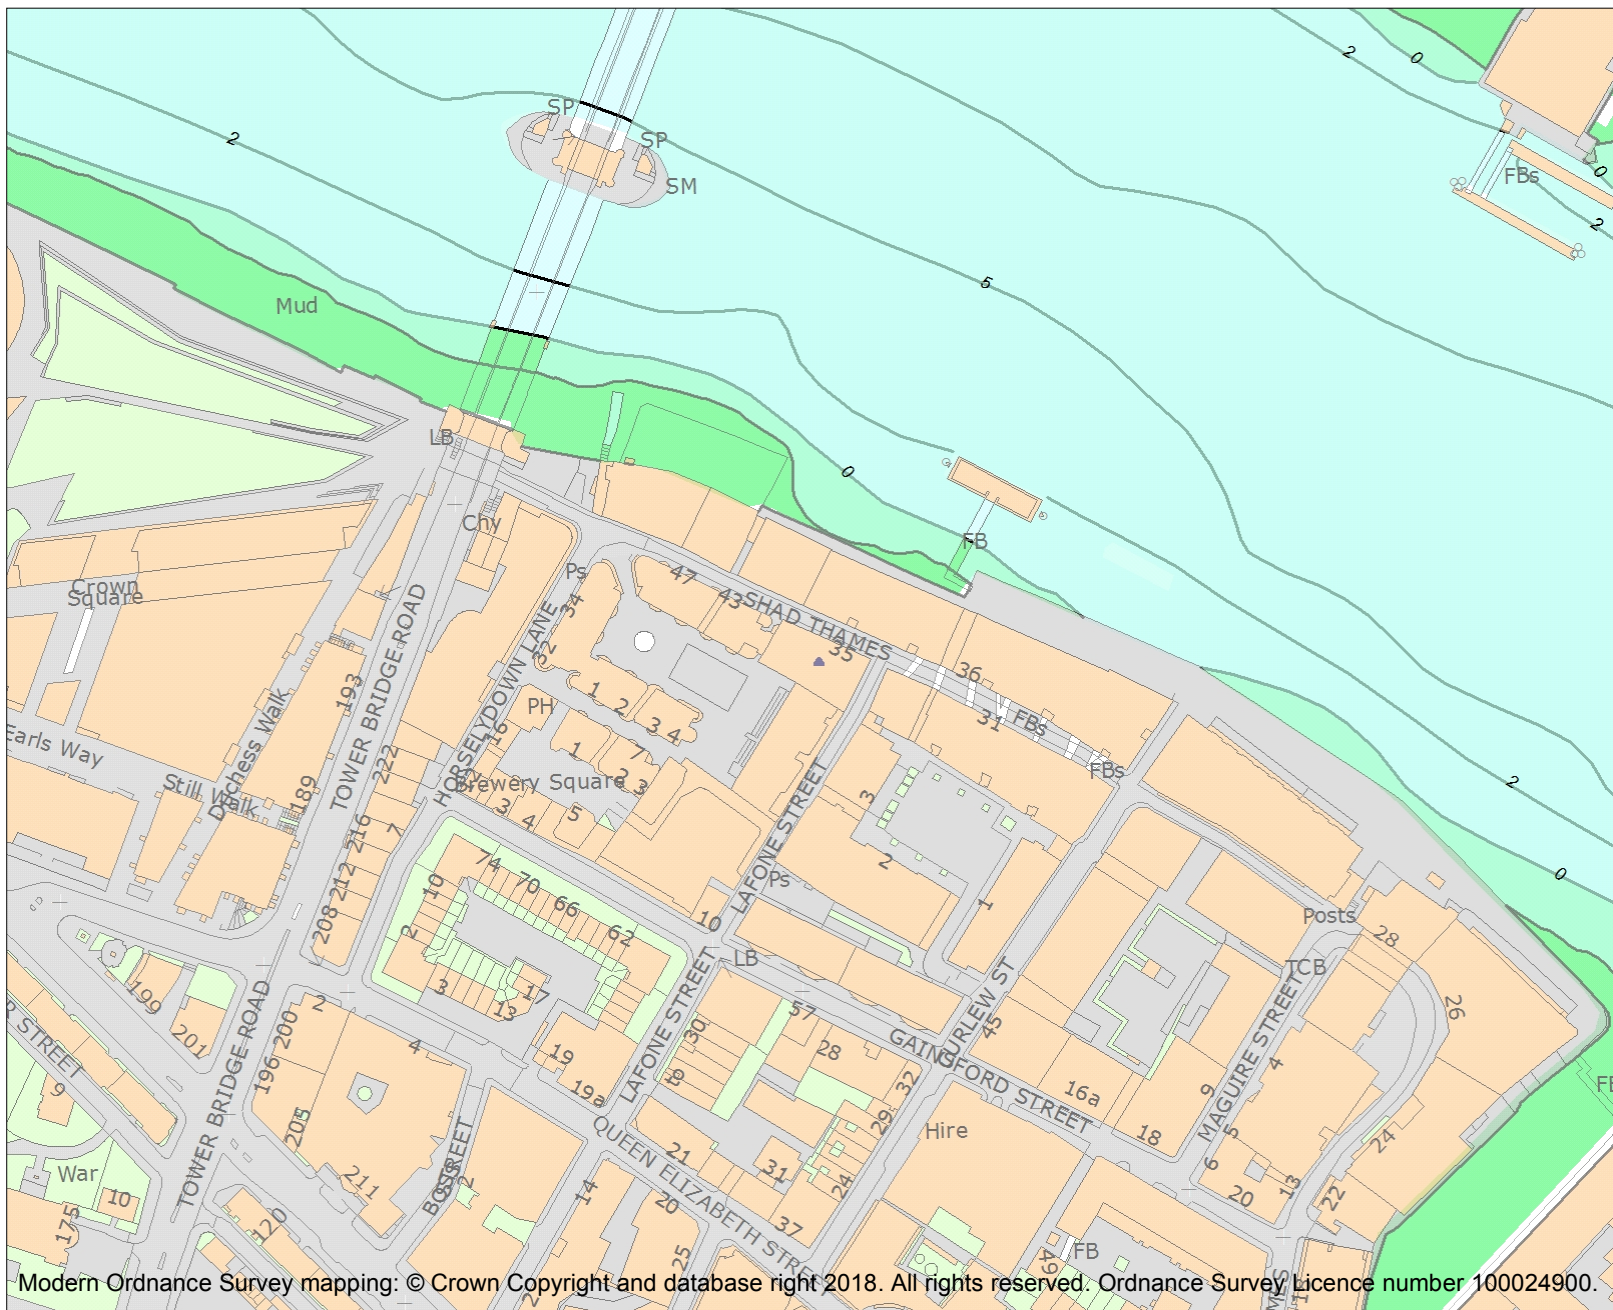 2
0
SP
2
SP
FBs
0
SM
2
5
Mud
LB
0
Chy
FB
Ps
Crown
Square
47
34
43
SHAD THAMES
35
32
36
193
1
2
PH
3 4
31
FBs
TOWER BRIDGE ROAD
HORSELYDOWN LANE
16
Earls Way
Duchess Walk
222
1
7
2
3
FBs
Still Walk
189
12
Brewery Square
2
3
4
5
216
7
LAFONE STREET
3
2
74
70
66
62
212
10
Ps
0
208
2
10
1
Posts
28
LB
TCB
3
17
13
199
201
2
200
57
GAINSFORD STREET
CURLEW ST
45
26
196
4
19
19a
LAFONE STREET
30
28
32
29
16a
MAGUIRE STREET
4
9
5
9
205
QUEEN ELIZABETH STREET
Hire
18
24
War
10
TOWER BRIDGE ROAD
211
BOSS STREET
2
14
21
31
24
6
20
13
22
175
120
20
37
25
49
FB
Modern Ordnance Survey mapping: © Crown Copyright and database right 2018. All rights reserved. Ordnance Survey Licence number 100024900.